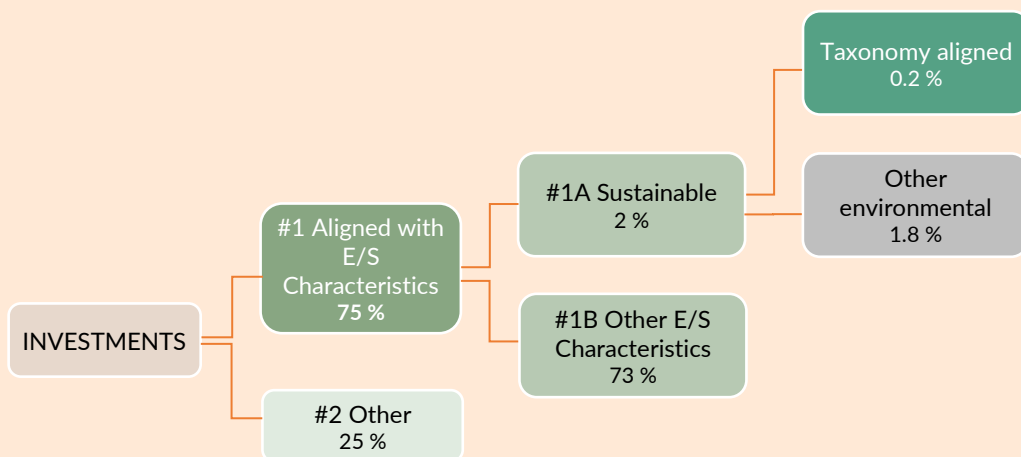 INVESTMENTS
#1 Aligned with
E/S
Characteristics
75 %
#2 Other
25 %
#1A Sustainable
2 %
#1B Other E/S
Characteristics
73 %
Taxonomy aligned
0.2 %
Other
environmental
1.8 %